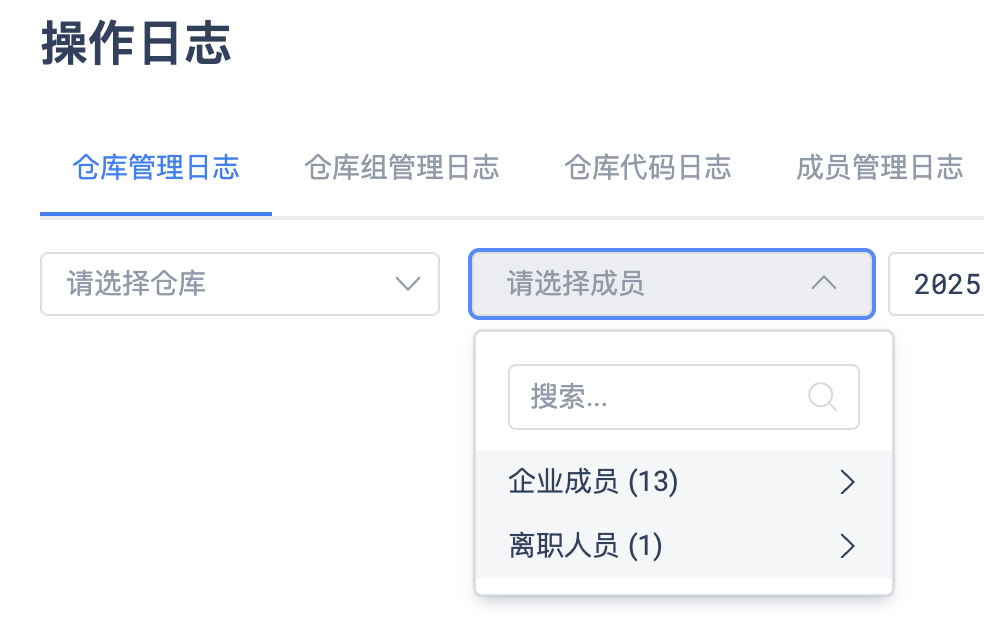 操作日志
仓库管理日志 仓库组管理日志 仓库代码日志 成员管理日志
请选择仓库 请选择成员 2025
搜索...
企业成员 (13)
离职人员 (1)